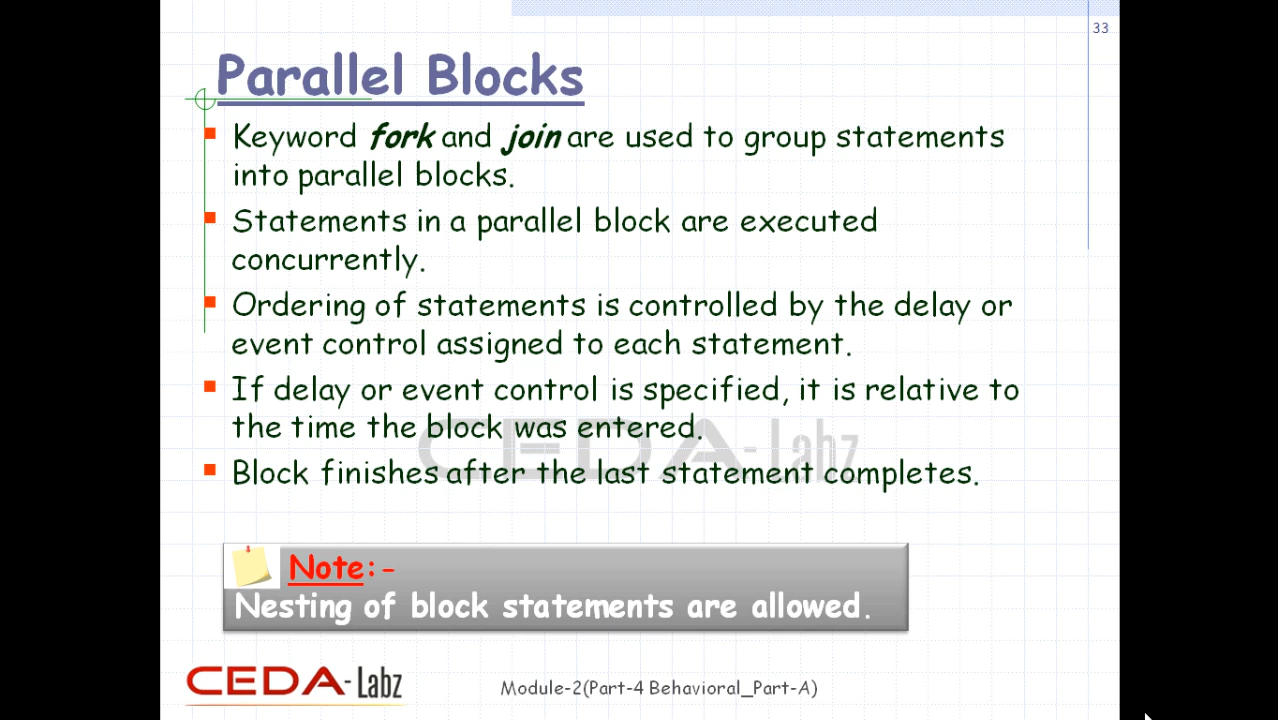 33
Parallel Blocks
Keyword fork and join are used to group statements
into parallel blocks.
Statements in a parallel block are executed
concurrently.
Ordering of statements is controlled by the delay or
event control assigned to each statement.
If delay or event control is specified, it is relative to
the time the block was entered.
CEDA-Labz
Block finishes after the last statement completes.
Note:-
Nesting of block statements are allowed.
CEDA-Labz
Module-2(Part-4 Behavioral_Part-A)